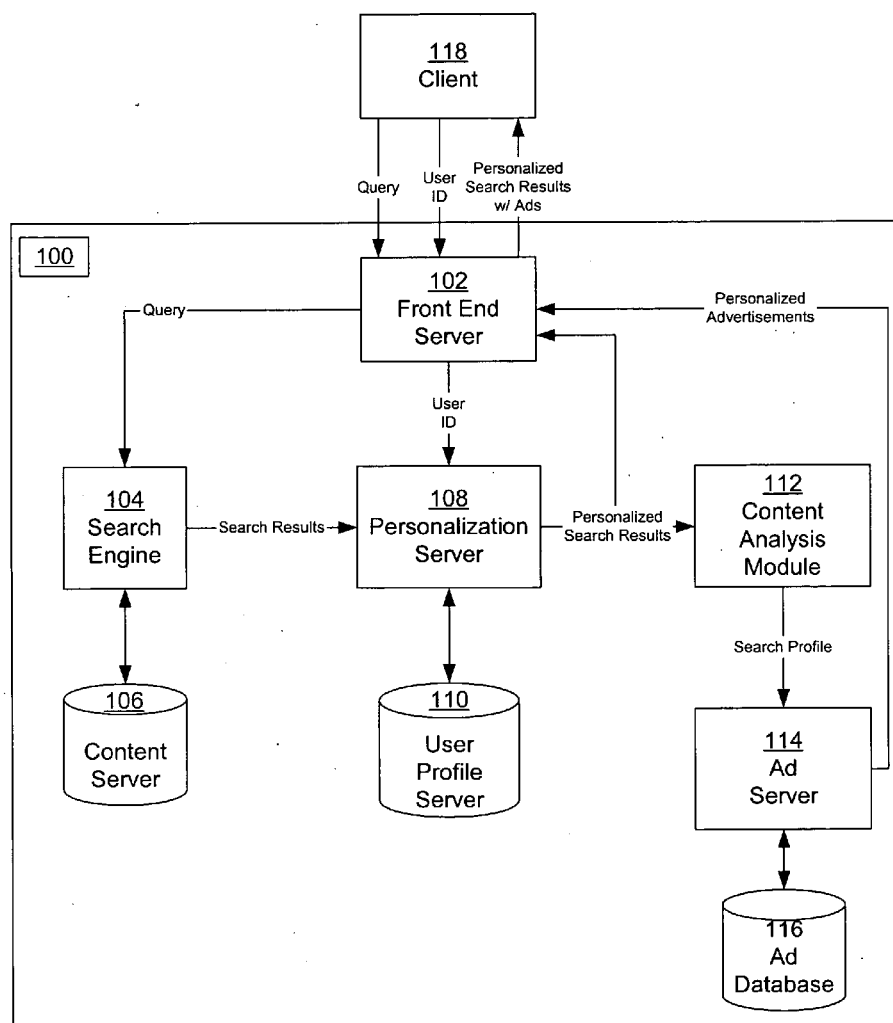 118
Client
Query
User
ID
Personalized
Search Results
w/ Ads
100
102
Front End
Server
Query
Personalized
Advertisements
User
ID
104
Search
Engine
Search Results
108
Personalization
Server
Personalized
Search Results
112
Content
Analysis
Module
Search Profile
106
Content
Server
110
User
Profile
Server
114
Ad
Server
116
Ad
Database